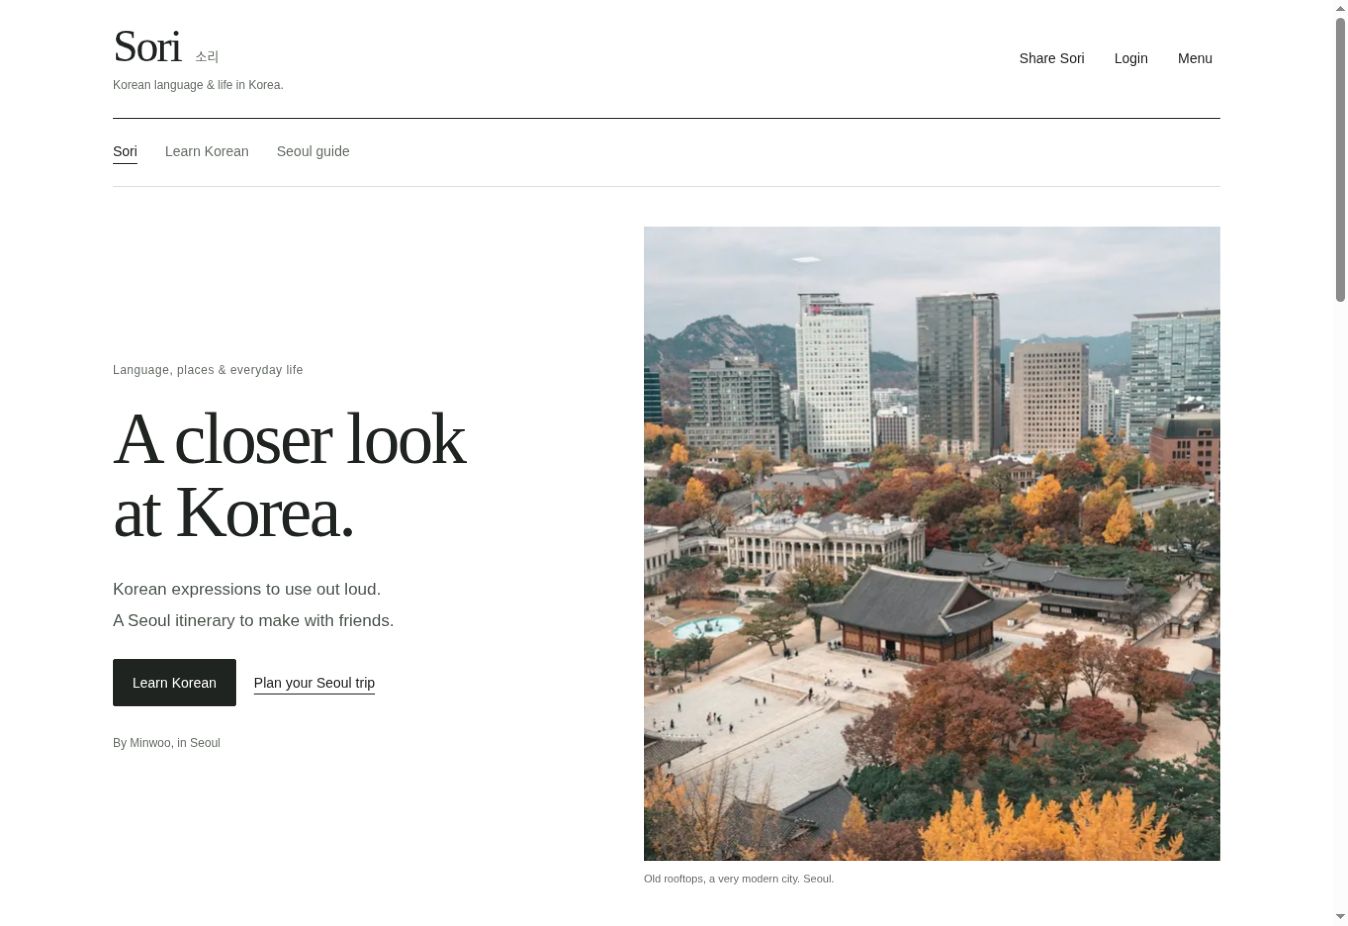 Sori 소리
Korean language & life in Korea.
Share Sori Login Menu
Sori Learn Korean Seoul guide
Language, places & everyday life
A closer look
at Korea.
Korean expressions to use out loud.
A Seoul itinerary to make with friends.
Learn Korean Plan your Seoul trip
By Minwoo, in Seoul
Old rooftops, a very modern city. Seoul.